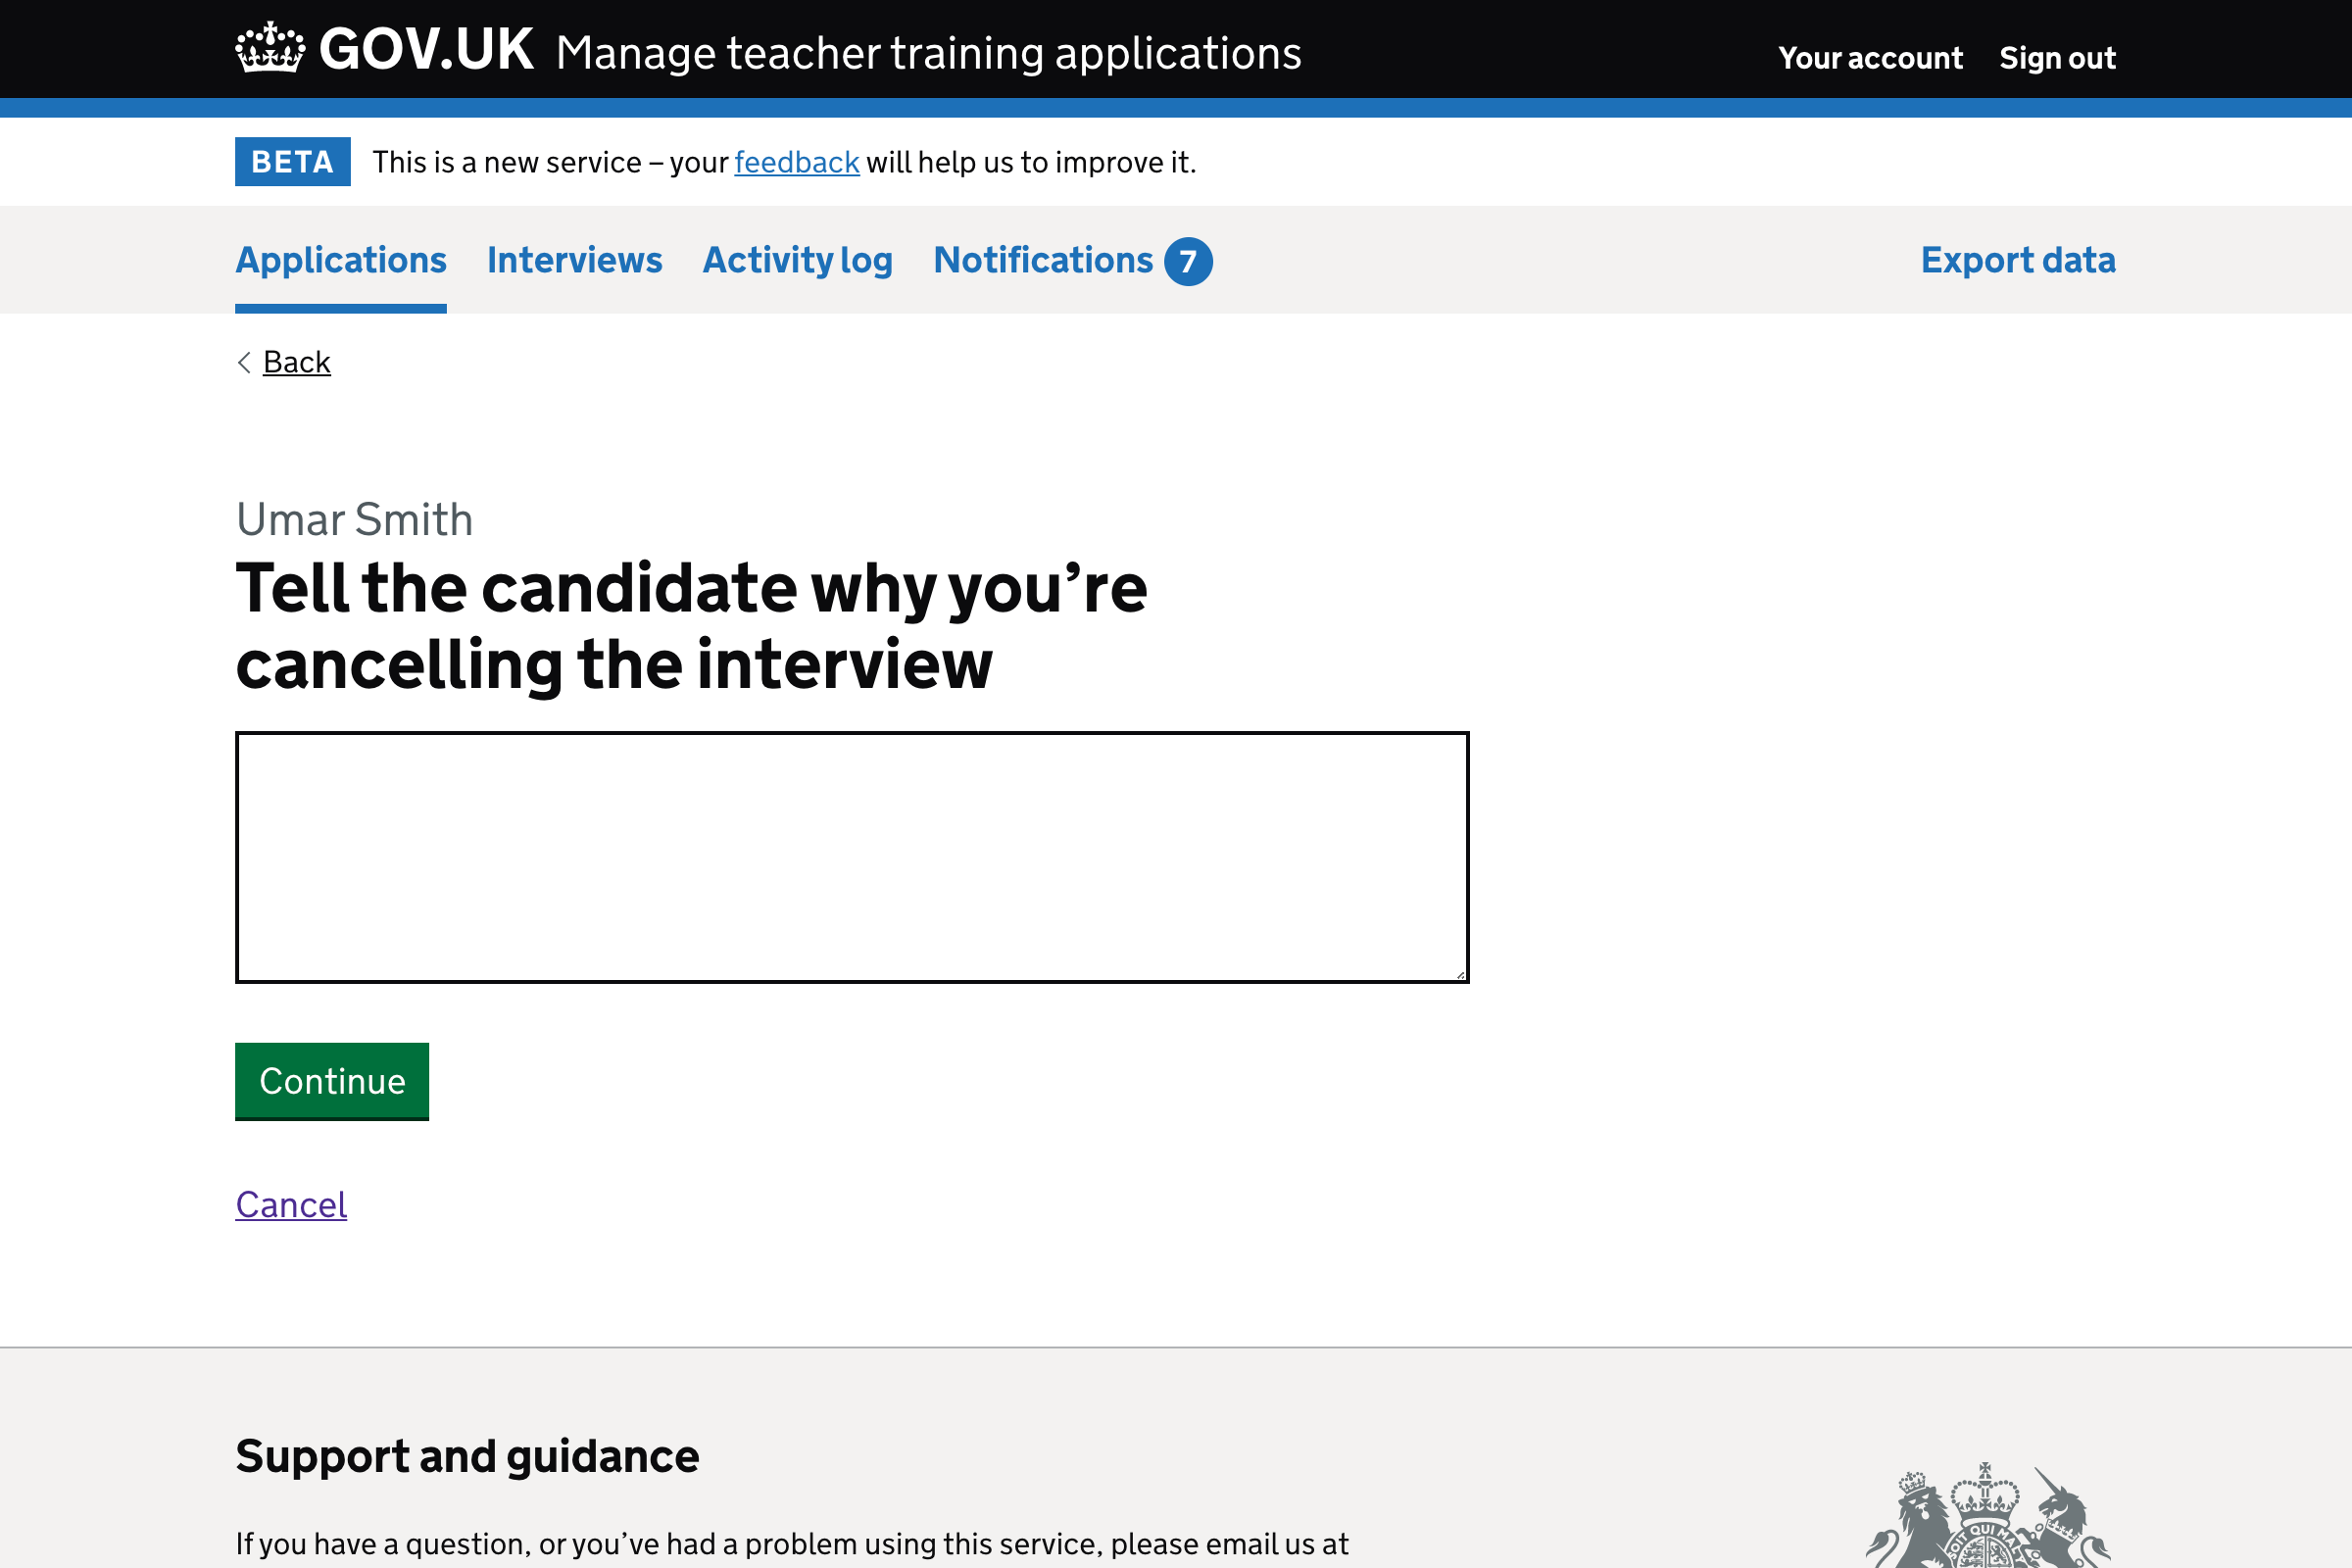 GOV.UK Manage teacher training applications
Your account Sign out
BETA This is a new service – your feedback will help us to improve it.
Applications Interviews Activity log Notifications 7 Export data
Back
Umar Smith
Tell the candidate why you’re
cancelling the interview
Continue
Cancel
Support and guidance
If you have a question, or you’ve had a problem using this service, please email us at
SOIT QUI MAL